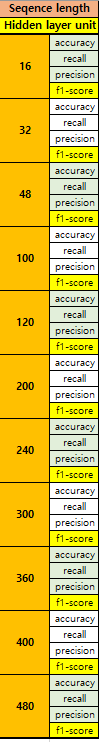 Seqence length
Hidden layer unit
16
accuracy
recall
precision
f1-score
32
accuracy
recall
precision
f1-score
48
accuracy
recall
precision
f1-score
100
accuracy
recall
precision
f1-score
120
accuracy
recall
precision
f1-score
200
accuracy
recall
precision
f1-score
240
accuracy
recall
precision
f1-score
300
accuracy
recall
precision
f1-score
360
accuracy
recall
precision
f1-score
400
accuracy
recall
precision
f1-score
480
accuracy
recall
precision
f1-score